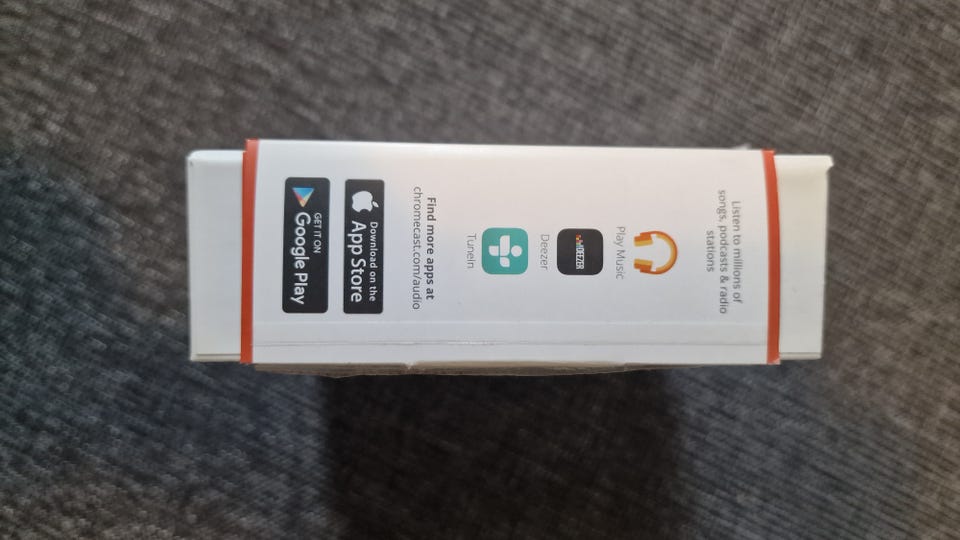 Listen to millions of
songs, podcasts & radio
stations
Play Music
DEEZER
Deezer
TuneIn
Find more apps at
chromecast.com/audio
Download on the
App Store
GET IT ON
Google Play